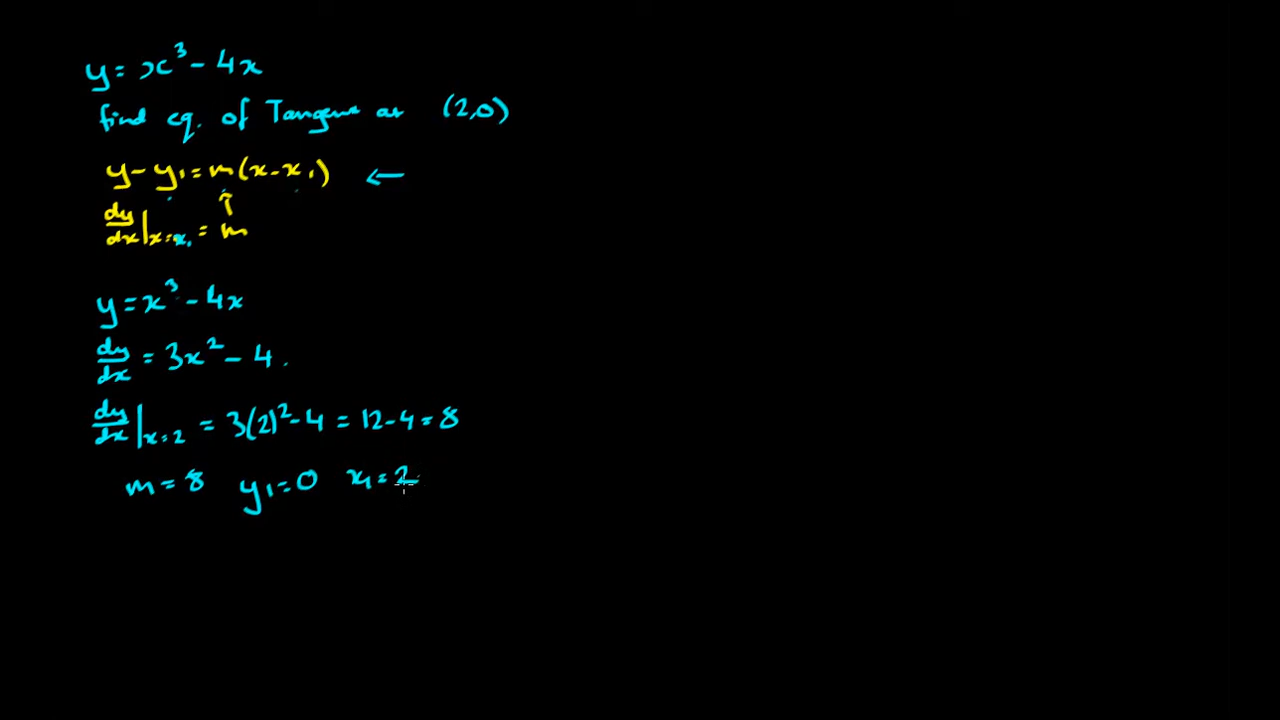 y = x³ - 4x
find eq. of Tangent at (2,0)
y - y₁ = m(x - x₁) ←
↑
dy/dx|x=x₁ = m
y = x³ - 4x
dy/dx = 3x² - 4.
dy/dx|x=2 = 3(2)² - 4 = 12 - 4 = 8
m = 8 y₁ = 0 x₁ = 2